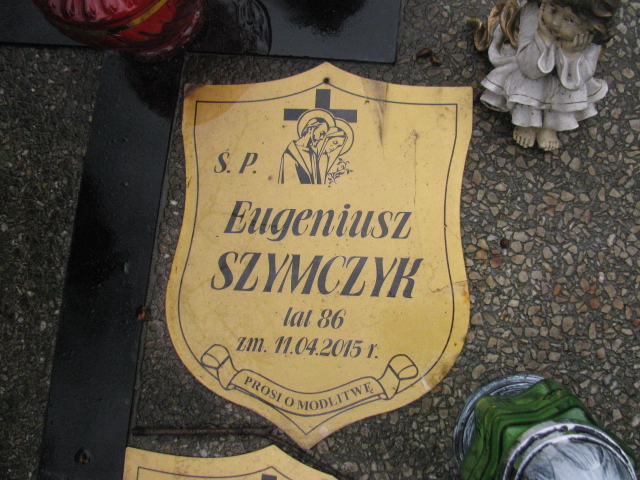 Ś. P.
Eugeniusz
SZYMCZYK
lat 86
zm. 11.04.2015 r.
PROSI O MODLITWĘ